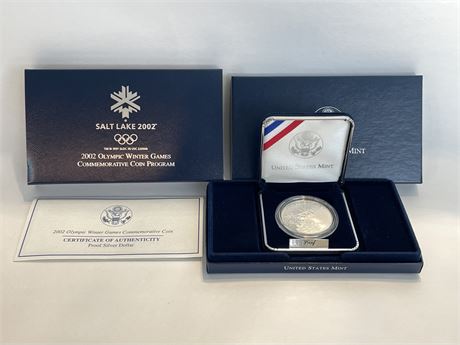 SALT LAKE 2002
2002 OLYMPIC WINTER GAMES
COMMEMORATIVE COIN PROGRAM
MINT
UNITED STATES MINT
2002 Olympic Winter Games Commemorative Coin
CERTIFICATE OF AUTHENTICITY
Proof Silver Dollar
Proof
UNITED STATES MINT